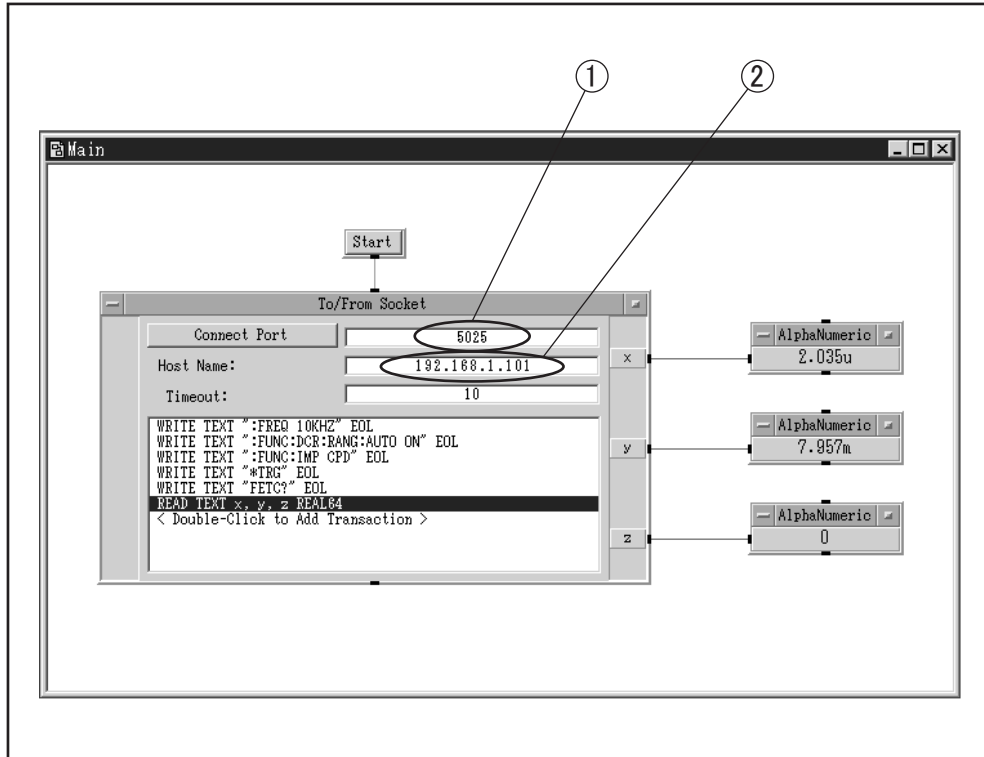 ① ②
Main
Start
To/From Socket
Connect Port 5025
Host Name: 192.168.1.101
Timeout: 10
WRITE TEXT ":FREQ 10KHZ" EOL
WRITE TEXT ":FUNC:DCR:RANG:AUTO ON" EOL
WRITE TEXT ":FUNC:IMP CPD" EOL
WRITE TEXT "*TRG" EOL
WRITE TEXT "FETC?" EOL
READ TEXT x, y, z REAL64
< Double-Click to Add Transaction >
x
y
z
AlphaNumeric
2.035u
AlphaNumeric
7.957m
AlphaNumeric
0